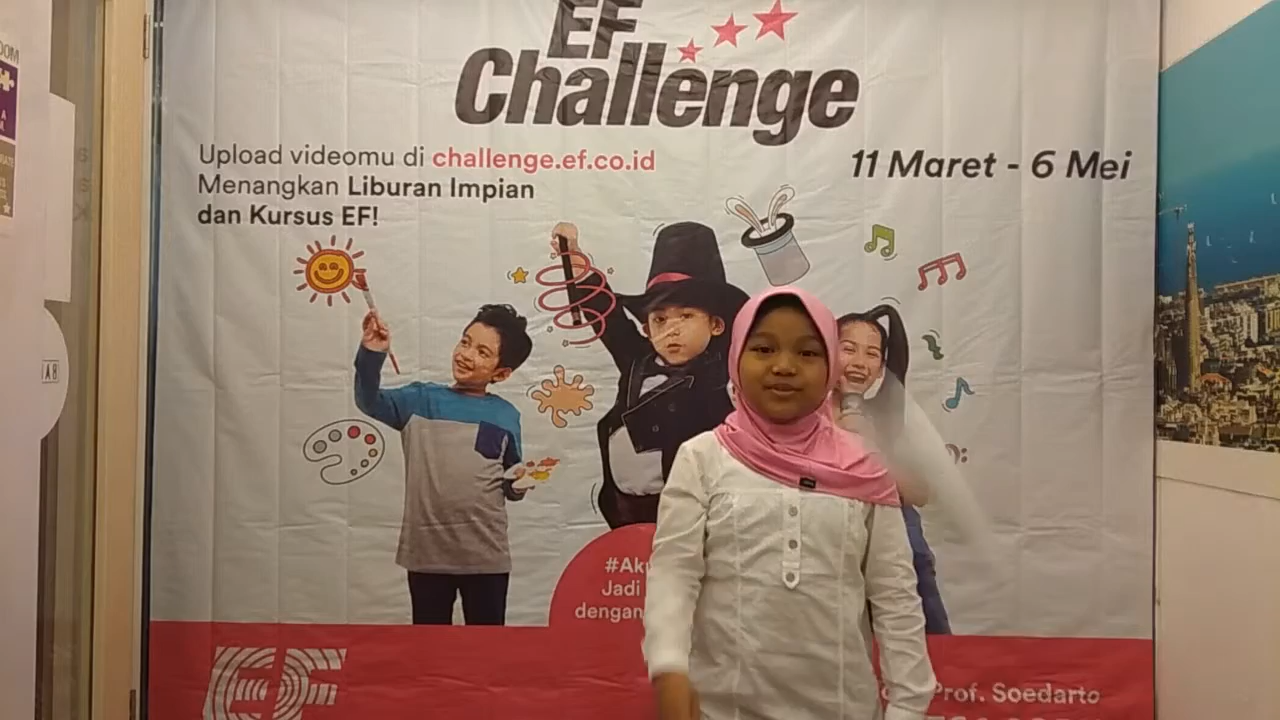 EF
Challenge
Upload videomu di challenge.ef.co.id
Menangkan Liburan Impian
dan Kursus EF!
11 Maret - 6 Mei
Jadi
dengan
EF
Prof. Soedarto